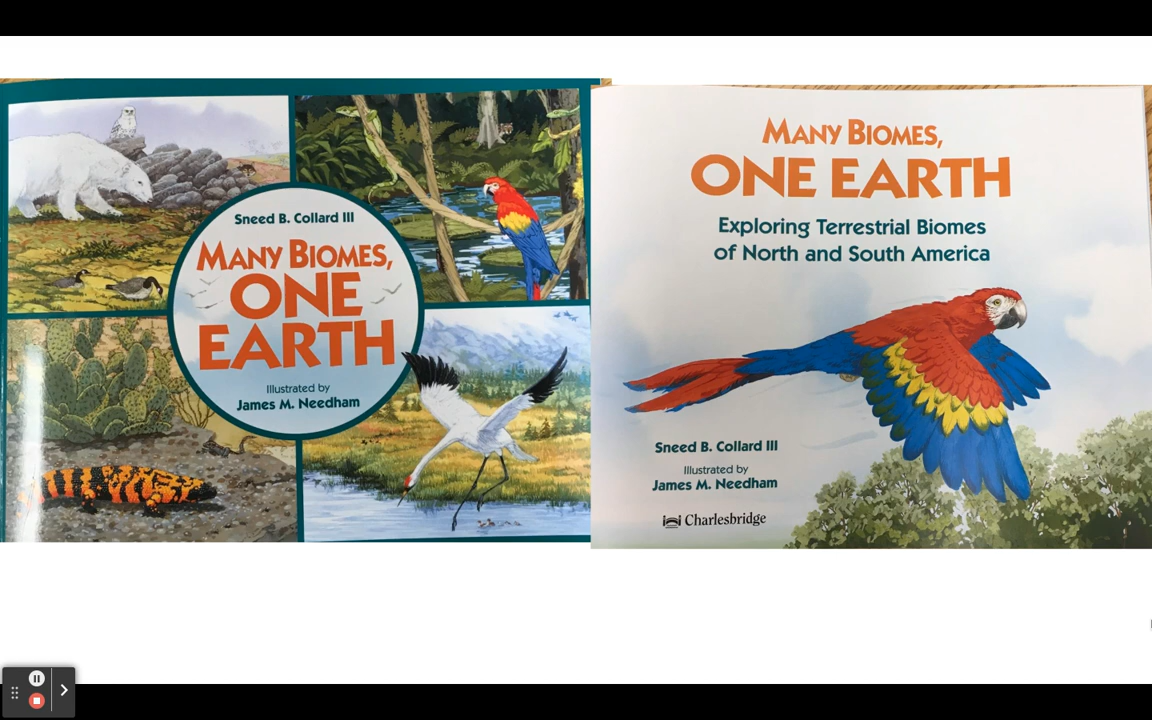 Sneed B. Collard III
MANY BIOMES,
ONE
EARTH
Illustrated by
James M. Needham
MANY BIOMES,
ONE EARTH
Exploring Terrestrial Biomes
of North and South America
Sneed B. Collard III
Illustrated by
James M. Needham
Charlesbridge